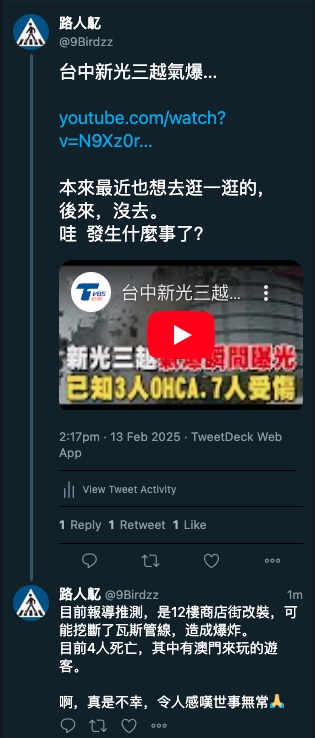 路人㠪
@9Birdzz
台中新光三越氣爆...
youtube.com/watch?
v=N9Xz0r...
本來最近也想去逛一逛的，
後來，沒去。
哇 發生什麼事了?
TVBS
新聞
台中新光三越...
新光三越氣爆瞬間曝光
已知3人OHCA.7人受傷
2:17pm · 13 Feb 2025 · TweetDeck Web
App
View Tweet Activity
1 Reply 1 Retweet 1 Like
路人㠪 @9Birdzz 1m
目前報導推測，是12樓商店街改裝，可
能挖斷了瓦斯管線，造成爆炸。
目前4人死亡，其中有澳門來玩的遊
客。
啊，真是不幸，令人感嘆世事無常🙏